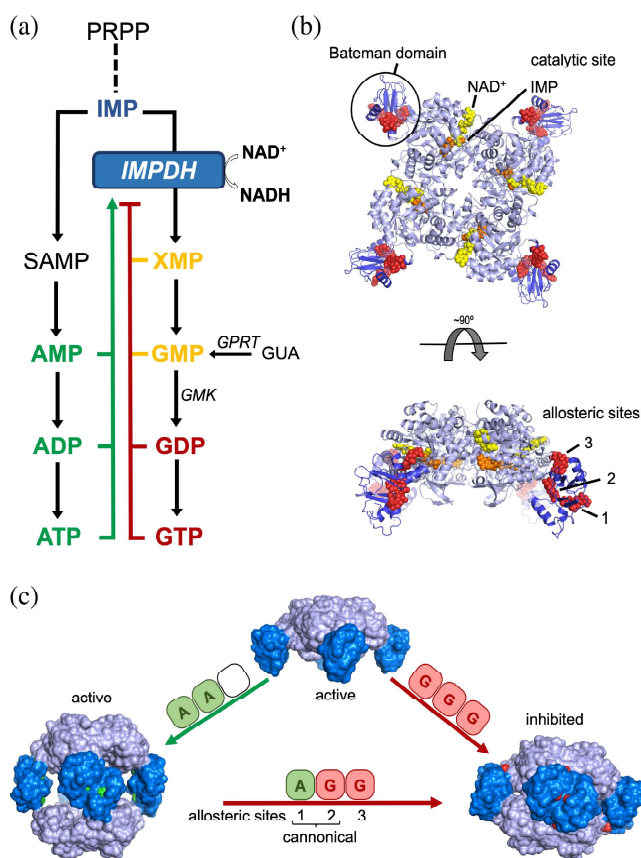 (a)
PRPP
IMP
IMPDH
NAD⁺
NADH
SAMP
XMP
AMP
GMP
GPRT
GUA
GMK
ADP
GDP
ATP
GTP
(b)
Bateman domain
catalytic site
NAD⁺
IMP
~90º
allosteric sites
3
2
1
(c)
active
A A
active
G G G
inhibited
A G G
allosteric sites 1 2 3
cannonical